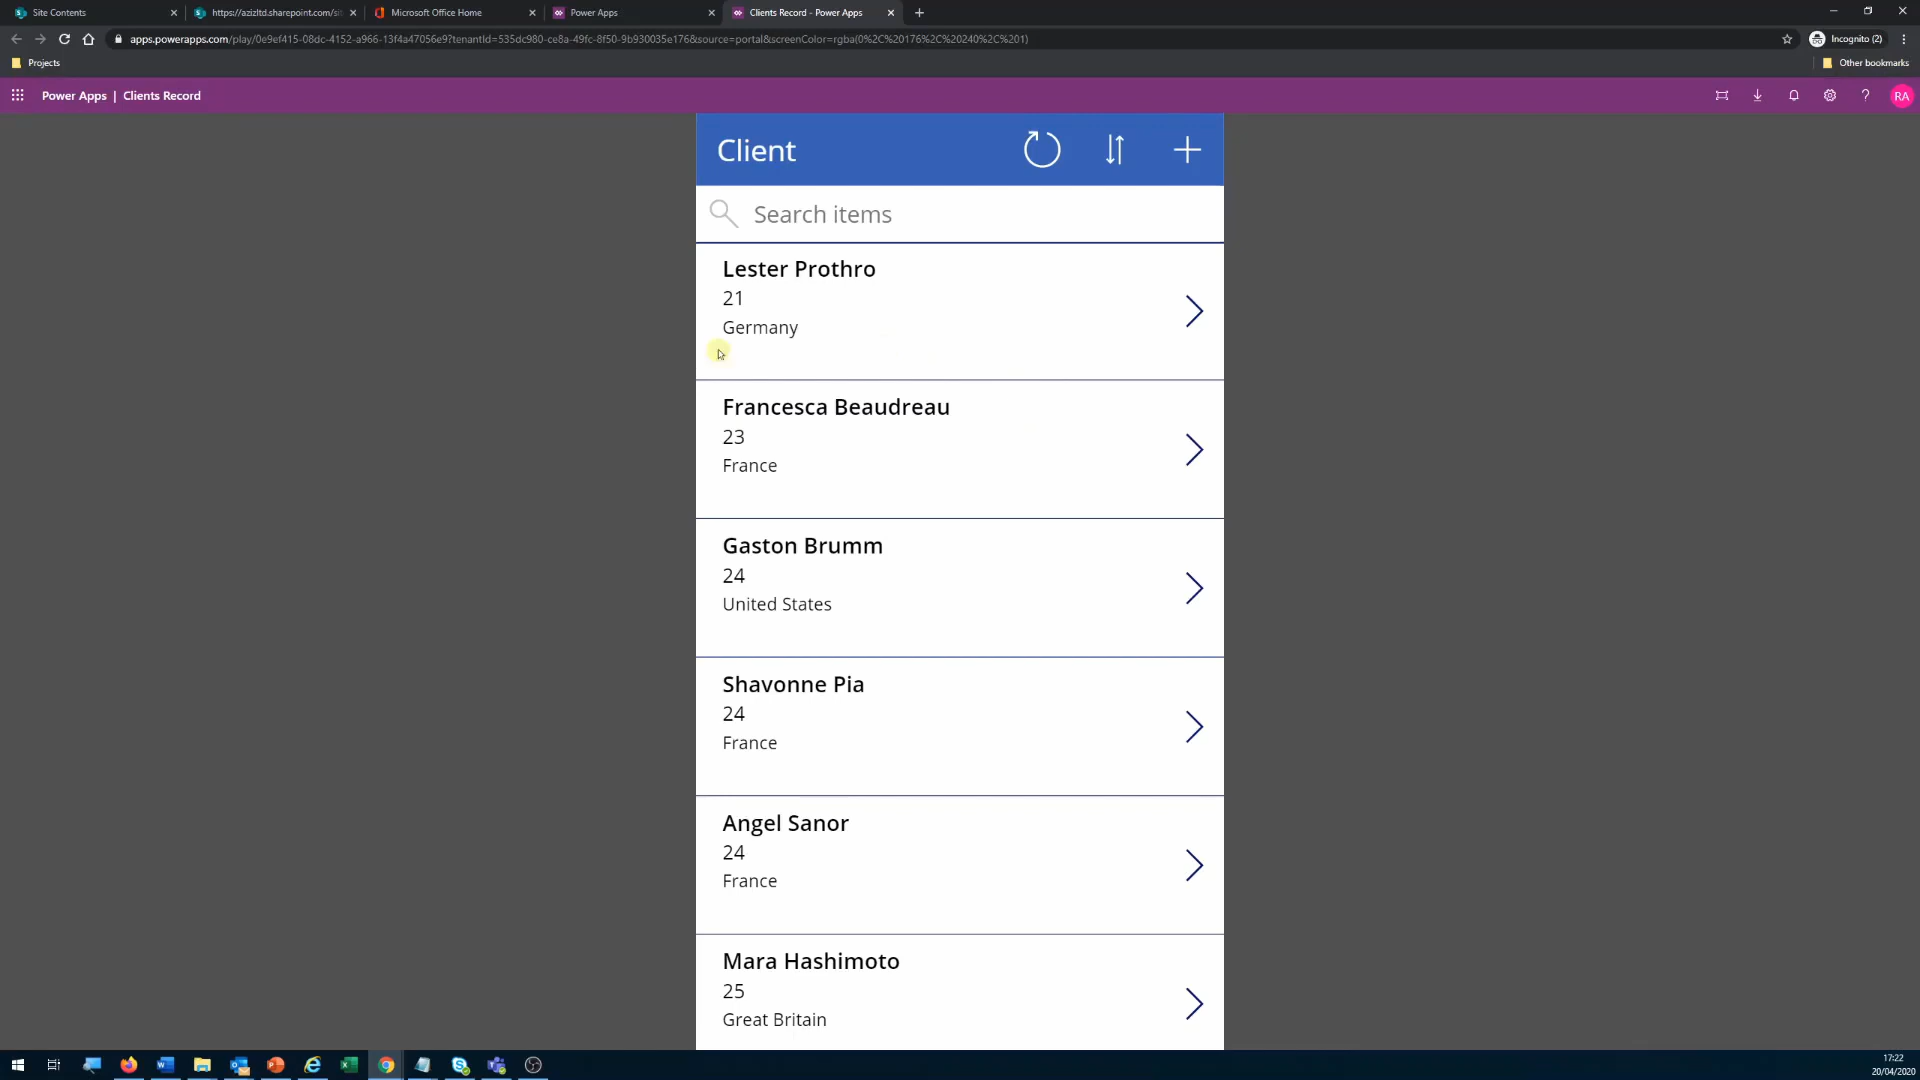 Site Contents
https://azizltd.sharepoint.com/sit
Microsoft Office Home
Power Apps
Clients Record - Power Apps
apps.powerapps.com/play/0e9ef415-08dc-4152-a966-13f4a47056e9?tenantId=535dc980-ce8a-49fc-8f50-9b930035e176&source=portal&screenColor=rgba(0%2C%20176%2C%20240%2C%201)
Incognito (2)
Projects
Other bookmarks
Power Apps | Clients Record
RA
Client
Search items
Lester Prothro
21
Germany
Francesca Beaudreau
23
France
Gaston Brumm
24
United States
Shavonne Pia
24
France
Angel Sanor
24
France
Mara Hashimoto
25
Great Britain
17:22
20/04/2020